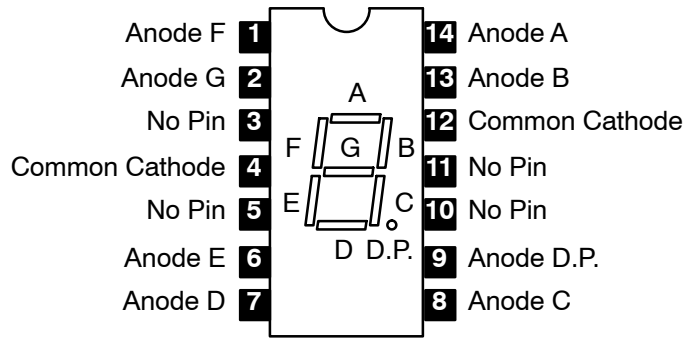 Anode F 1 14 Anode A
Anode G 2 13 Anode B
A
No Pin 3 12 Common Cathode
F G B
Common Cathode 4 11 No Pin
E C
No Pin 5 10 No Pin
D D.P.
Anode E 6 9 Anode D.P.
Anode D 7 8 Anode C